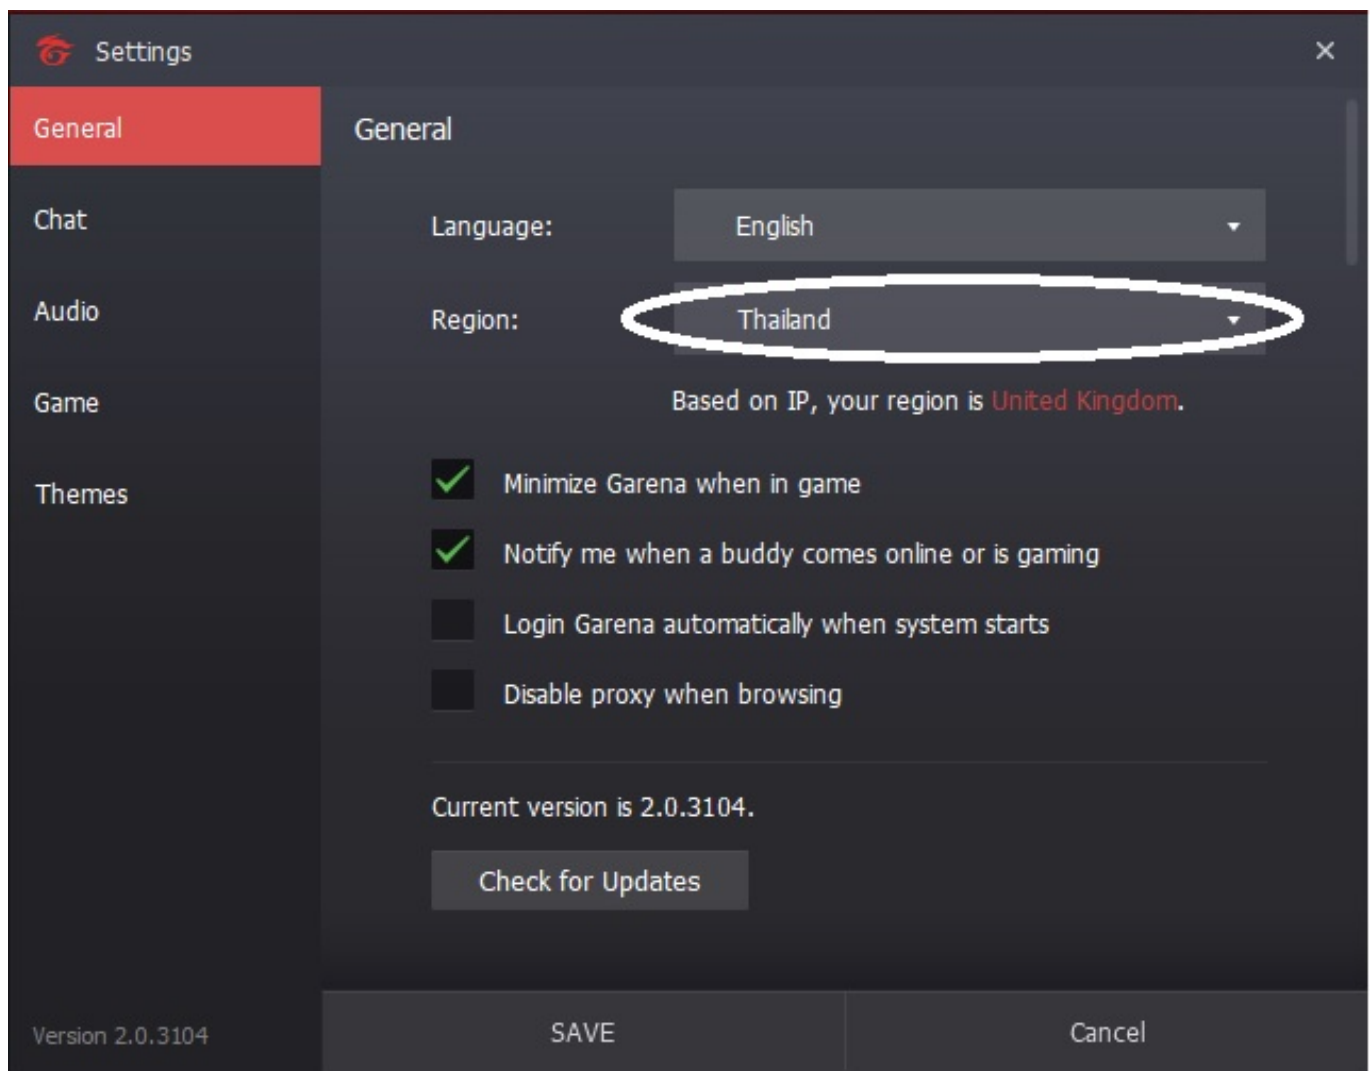 Settings
General
Chat
Audio
Game
Themes
Version 2.0.3104
General
Language: English
Region: Thailand
Based on IP, your region is United Kingdom.
Minimize Garena when in game
Notify me when a buddy comes online or is gaming
Login Garena automatically when system starts
Disable proxy when browsing
Current version is 2.0.3104.
Check for Updates
SAVE
Cancel